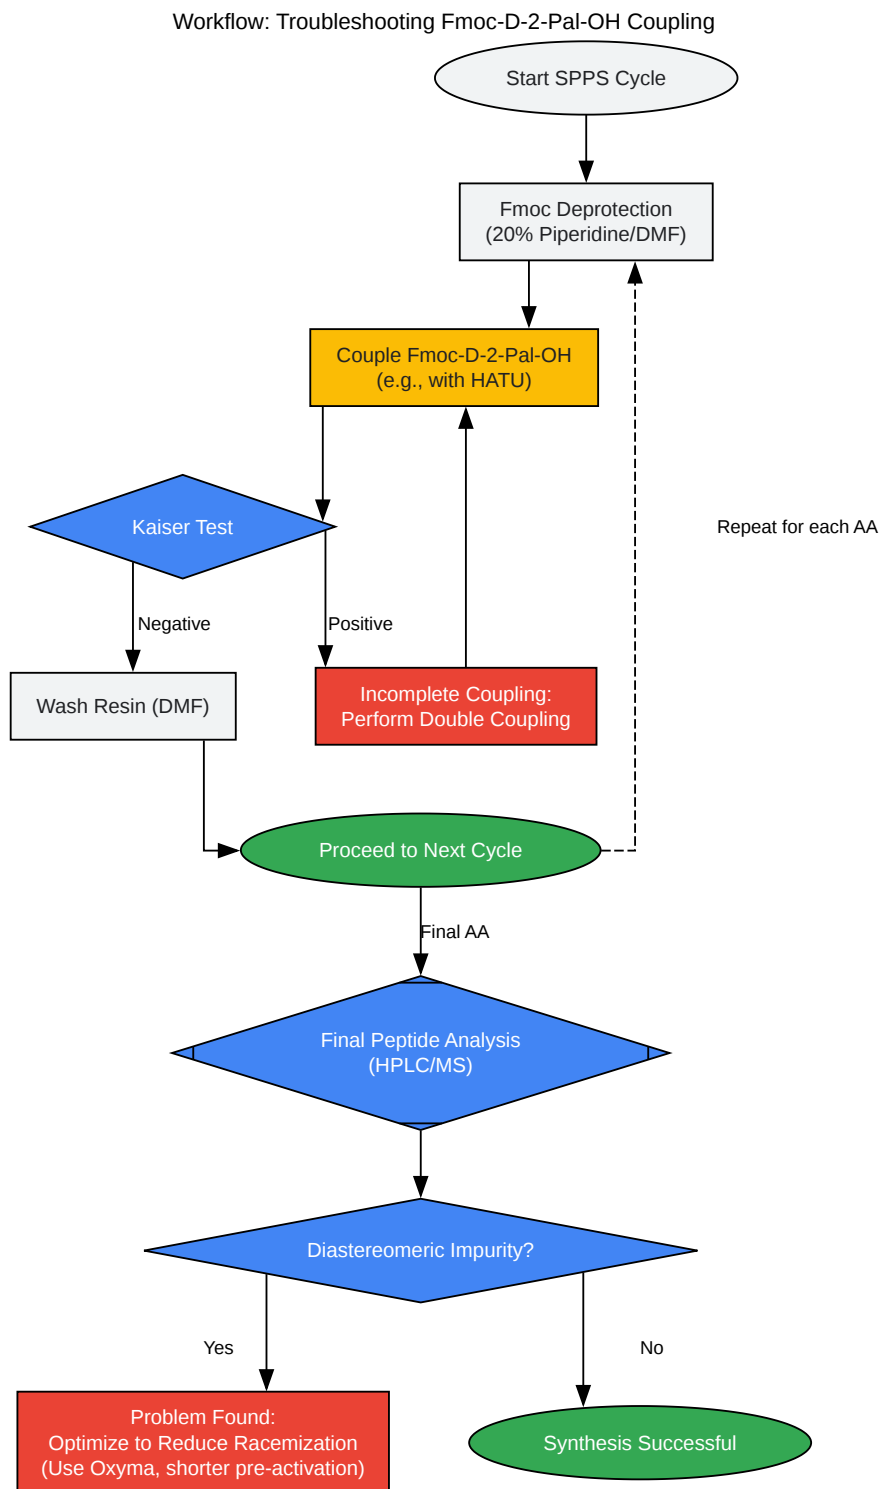 Workflow: Troubleshooting Fmoc-D-2-Pal-OH Coupling
Start SPPS Cycle
Fmoc Deprotection
(20% Piperidine/DMF)
Couple Fmoc-D-2-Pal-OH
(e.g., with HATU)
Kaiser Test
Repeat for each AA
Negative
Positive
Wash Resin (DMF)
Incomplete Coupling:
Perform Double Coupling
Proceed to Next Cycle
Final AA
Final Peptide Analysis
(HPLC/MS)
Diastereomeric Impurity?
Yes
No
Problem Found:
Optimize to Reduce Racemization
(Use Oxyma, shorter pre-activation)
Synthesis Successful